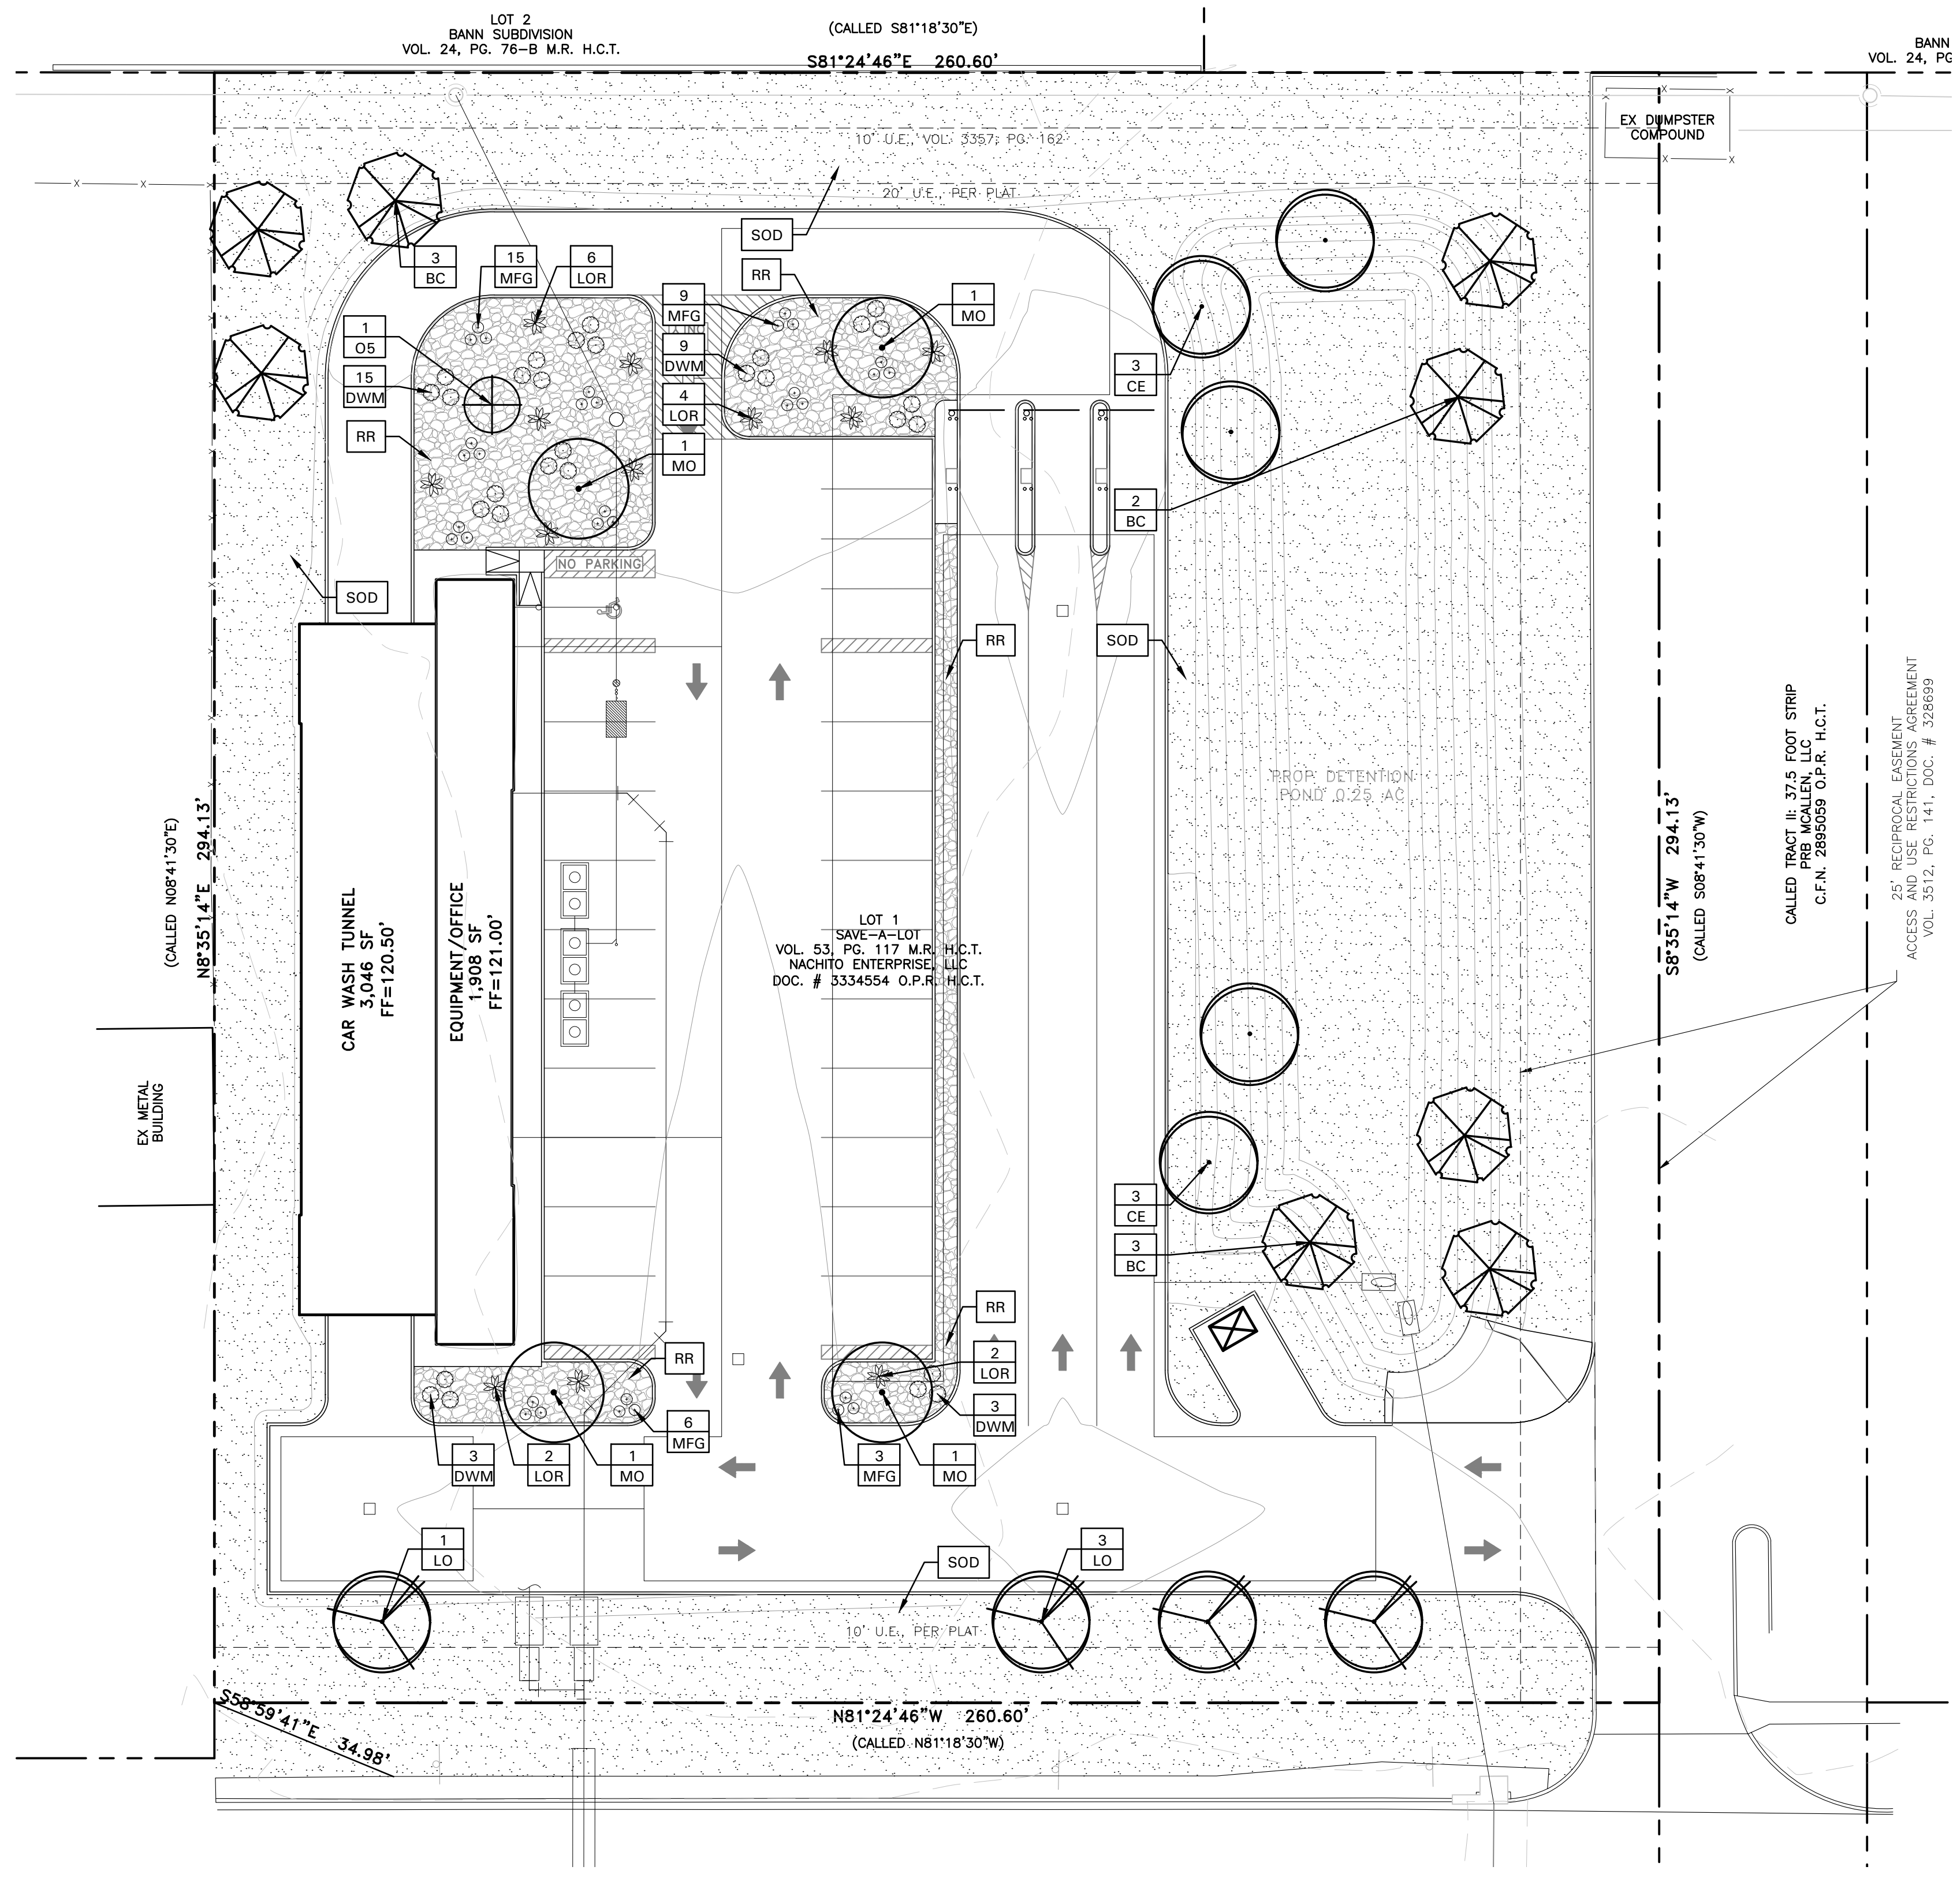 LOT 2
BANN SUBDIVISION
VOL. 24, PG. 76-B M.R. H.C.T.
(CALLED S81°18'30"E)
S81°24'46"E 260.60'
BANN
VOL. 24, PG
EX DUMPSTER
COMPOUND
10' U.E., VOL. 3357, PG. 162
20' U.E., PER PLAT
SOD
3
BC
15
MFG
6
LOR
RR
9
MFG
1
MO
1
O5
9
DWM
3
CE
15
DWM
4
LOR
RR
1
MO
2
BC
NO PARKING
SOD
RR
SOD
PROP. DETENTION
POND 0.25 AC
(CALLED N08°41'30"E)
N8°35'14"E 294.13'
CAR WASH TUNNEL
3,046 SF
FF=120.50'
EQUIPMENT/OFFICE
1,908 SF
FF=121.00'
LOT 1
SAVE-A-LOT
VOL. 53, PG. 117 M.R. H.C.T.
NACHITO ENTERPRISE, LLC
DOC. # 3334554 O.P.R. H.C.T.
S8°35'14"W 294.13'
(CALLED S08°41'30"W)
CALLED TRACT II: 37.5 FOOT STRIP
PRB MCALLEN, LLC
C.F.N. 2895059 O.P.R. H.C.T.
25' RECIPROCAL EASEMENT
ACCESS AND USE RESTRICTIONS AGREEMENT
VOL. 3512, PG. 141, DOC. # 328699
EX METAL
BUILDING
3
CE
3
BC
RR
RR
2
LOR
3
DWM
6
MFG
3
DWM
2
LOR
1
MO
3
MFG
1
MO
1
LO
SOD
3
LO
10' U.E., PER PLAT
S58°59'41"E 34.98'
N81°24'46"W 260.60'
(CALLED N81°18'30"W)